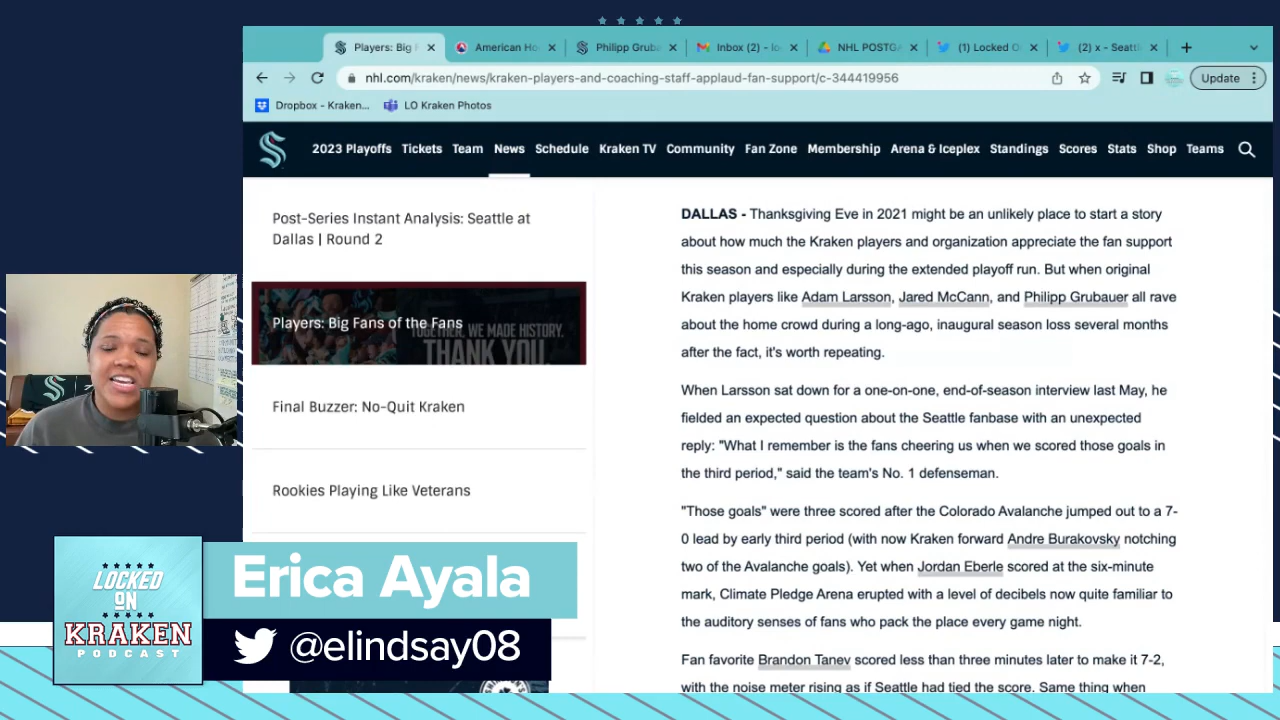 Players: Big F
American Ho
Philipp Gruba
Inbox (2) - lo
NHL POSTGA
(1) Locked O
(2) x - Seattl
nhl.com/kraken/news/kraken-players-and-coaching-staff-applaud-fan-support/c-344419956
Update
Dropbox - Kraken...
LO Kraken Photos
2023 Playoffs Tickets Team News Schedule Kraken TV Community Fan Zone Membership Arena & Iceplex Standings Scores Stats Shop Teams
Post-Series Instant Analysis: Seattle at
Dallas | Round 2
Players: Big Fans of the Fans
TOGETHER, WE MADE HISTORY.
THANK YOU
Final Buzzer: No-Quit Kraken
Rookies Playing Like Veterans
DALLAS - Thanksgiving Eve in 2021 might be an unlikely place to start a story
about how much the Kraken players and organization appreciate the fan support
this season and especially during the extended playoff run. But when original
Kraken players like Adam Larsson, Jared McCann, and Philipp Grubauer all rave
about the home crowd during a long-ago, inaugural season loss several months
after the fact, it's worth repeating.
When Larsson sat down for a one-on-one, end-of-season interview last May, he
fielded an expected question about the Seattle fanbase with an unexpected
reply: "What I remember is the fans cheering us when we scored those goals in
the third period," said the team's No. 1 defenseman.
"Those goals" were three scored after the Colorado Avalanche jumped out to a 7-
0 lead by early third period (with now Kraken forward Andre Burakovsky notching
two of the Avalanche goals). Yet when Jordan Eberle scored at the six-minute
mark, Climate Pledge Arena erupted with a level of decibels now quite familiar to
the auditory senses of fans who pack the place every game night.
Fan favorite Brandon Tanev scored less than three minutes later to make it 7-2,
with the noise meter rising as if Seattle had tied the score. Same thing when
LOCKED
ON
KRAKEN
PODCAST
Erica Ayala
@elindsay08